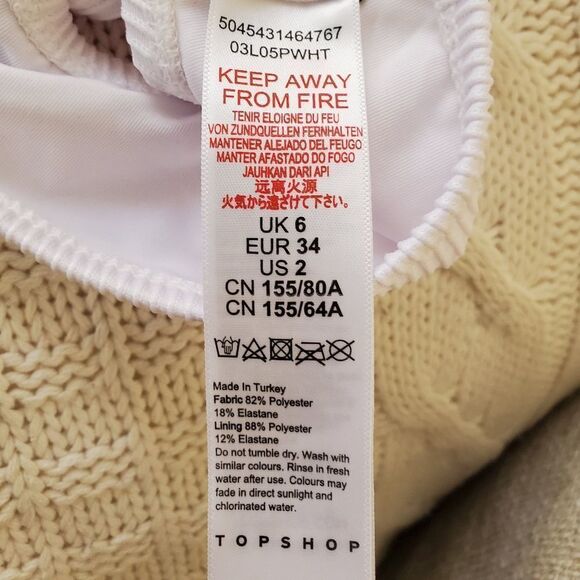 5045431464767
03L05PWHT
KEEP AWAY
FROM FIRE
TENIR ELOIGNE DU FEU
VON ZUNDQUELLEN FERNHALTEN
MANTENER ALEJADO DEL FEUGO
MANTER AFASTADO DO FOGO
JAUHKAN DARI API
远离火源
火気から遠ざけて下さい。
UK 6
EUR 34
US 2
CN 155/80A
CN 155/64A
Made In Turkey
Fabric 82% Polyester
18% Elastane
Lining 88% Polyester
12% Elastane
Do not tumble dry. Wash with
similar colours. Rinse in fresh
water after use. Colours may
fade in direct sunlight and
chlorinated water.
TOPSHOP